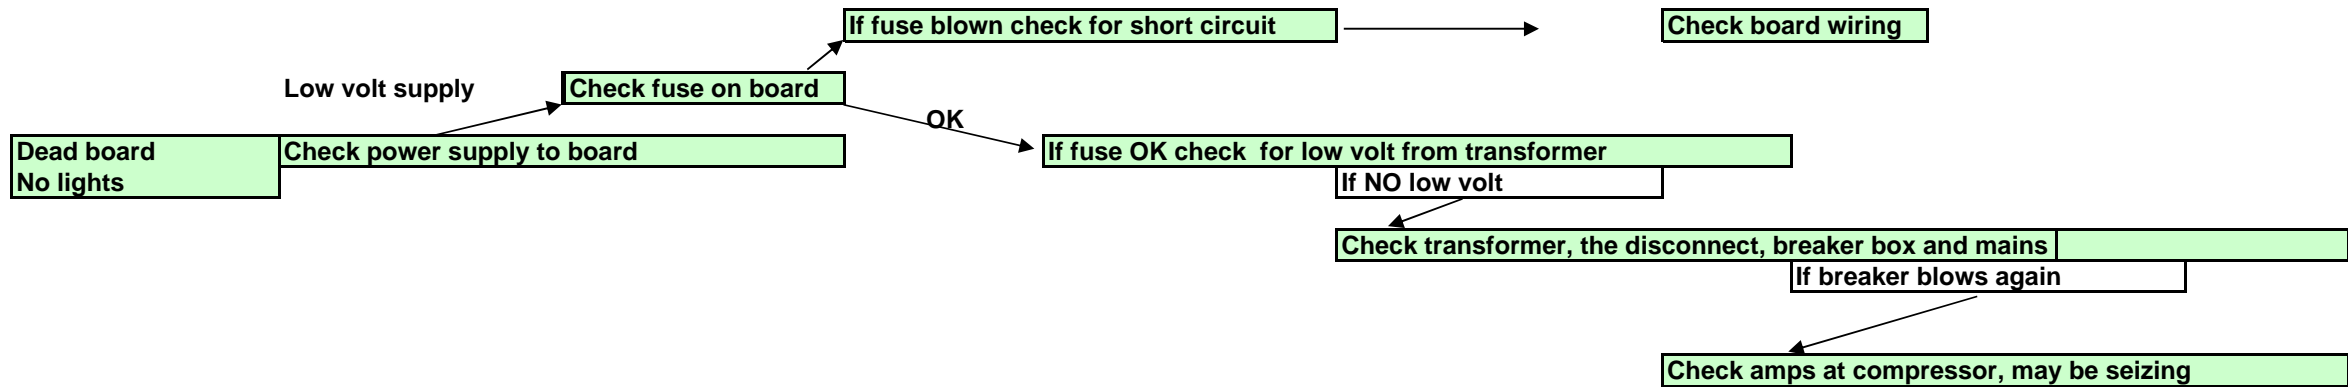 If fuse blown check for short circuit
Check board wiring
Low volt supply
Check fuse on board
OK
Dead board
No lights
Check power supply to board
If fuse OK check  for low volt from transformer
If NO low volt
Check transformer, the disconnect, breaker box and mains
If breaker blows again
Check amps at compressor, may be seizing